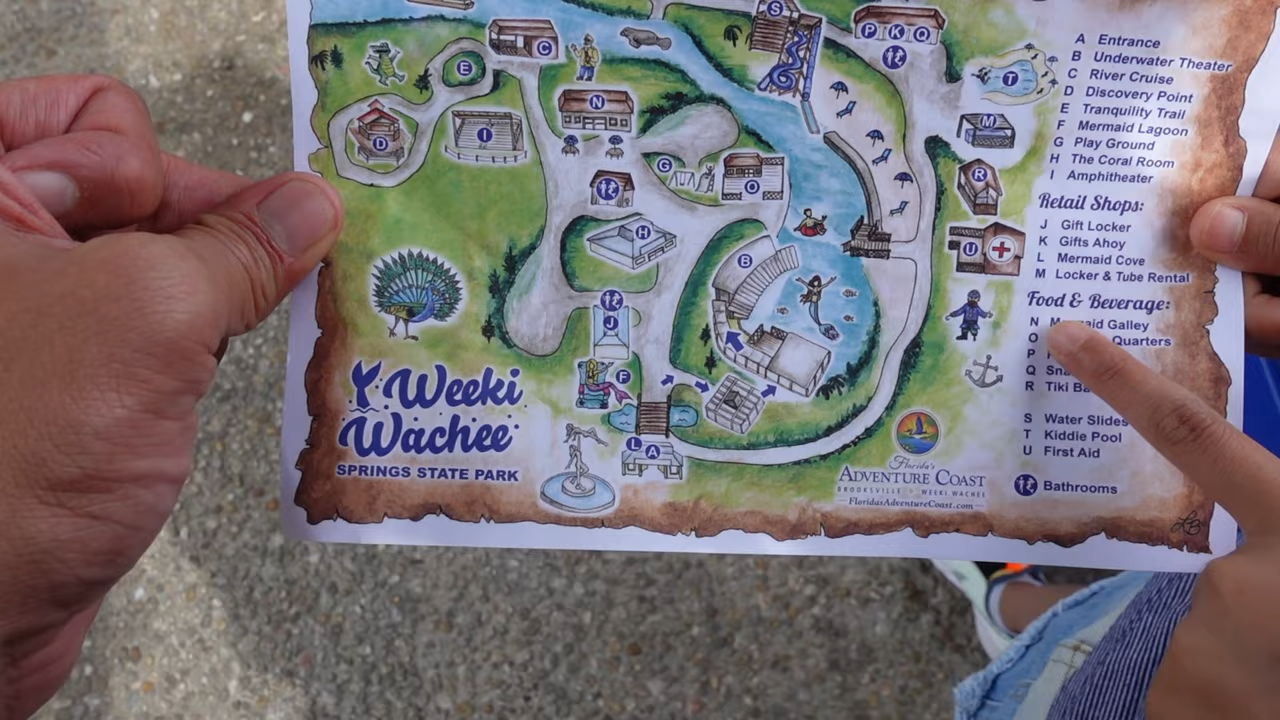 A Entrance
B Underwater Theater
C River Cruise
D Discovery Point
E Tranquility Trail
F Mermaid Lagoon
G Play Ground
H The Coral Room
I Amphitheater
Retail Shops:
J Gift Locker
K Gifts Ahoy
L Mermaid Cove
M Locker & Tube Rental
Food & Beverage:
N Galley
O Quarters
P
Q
R Tiki
S Water Slides
T Kiddie Pool
U First Aid
Bathrooms
S
P K Q
C
E
T
N
M
I
D
G
O
R
H
U
B
J
F
L A
Weeki
Wachee
SPRINGS STATE PARK
Florida's
ADVENTURE COAST
BROOKSVILLE WEEKI WACHEE
FloridasAdventureCoast.com